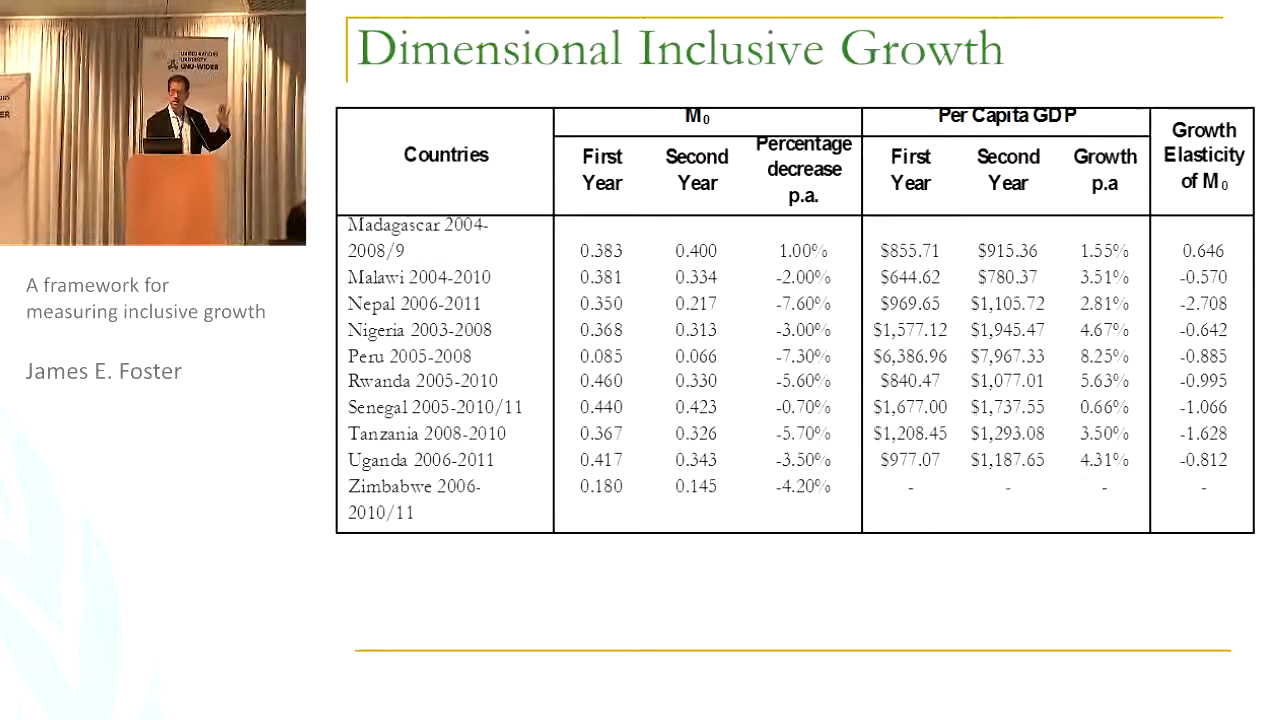 UNITED NATIONS
UNIVERSITY
UNU-WIDER
Dimensional Inclusive Growth
A framework for
measuring inclusive growth
James E. Foster
Countries M0 Per Capita GDP Growth Elasticity of M0
First Year Second Year Percentage decrease p.a. First Year Second Year Growth p.a
Madagascar 2004-
2008/9 0.383 0.400 1.00% $855.71 $915.36 1.55% 0.646
Malawi 2004-2010 0.381 0.334 -2.00% $644.62 $780.37 3.51% -0.570
Nepal 2006-2011 0.350 0.217 -7.60% $969.65 $1,105.72 2.81% -2.708
Nigeria 2003-2008 0.368 0.313 -3.00% $1,577.12 $1,945.47 4.67% -0.642
Peru 2005-2008 0.085 0.066 -7.30% $6,386.96 $7,967.33 8.25% -0.885
Rwanda 2005-2010 0.460 0.330 -5.60% $840.47 $1,077.01 5.63% -0.995
Senegal 2005-2010/11 0.440 0.423 -0.70% $1,677.00 $1,737.55 0.66% -1.066
Tanzania 2008-2010 0.367 0.326 -5.70% $1,208.45 $1,293.08 3.50% -1.628
Uganda 2006-2011 0.417 0.343 -3.50% $977.07 $1,187.65 4.31% -0.812
Zimbabwe 2006- 0.180 0.145 -4.20% - - - -
2010/11